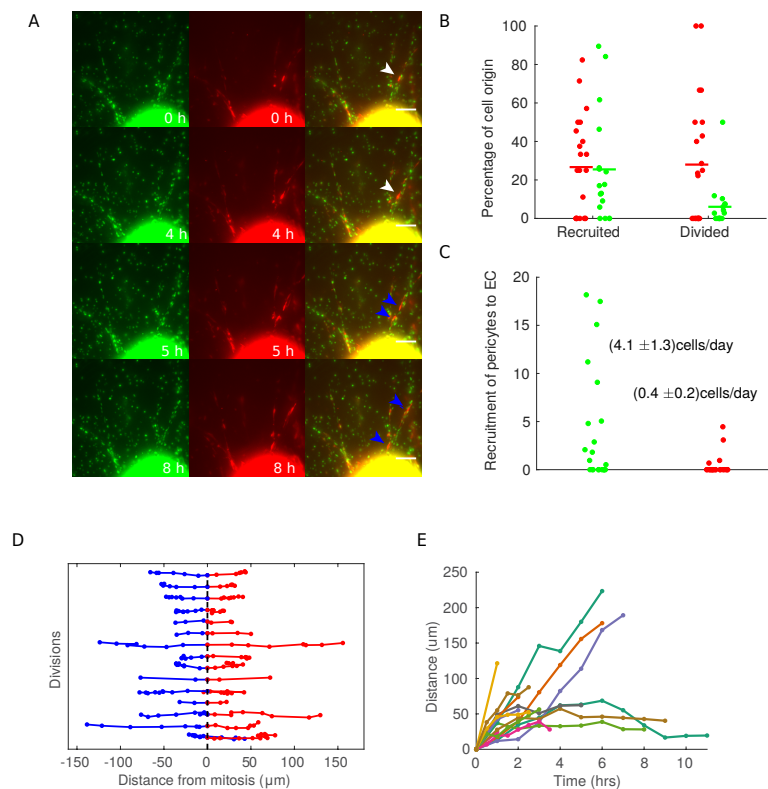 A
0 h
0 h
4 h
4 h
5 h
5 h
8 h
8 h
B
Percentage of cell origin
100
80
60
40
20
0
Recruited
Divided
C
Recruitment of pericytes to EC
20
15
10
5
0
(4.1 ±1.3)cells/day
(0.4 ±0.2)cells/day
D
Divisions
-150
-100
-50
0
50
100
150
Distance from mitosis (µm)
E
Distance (um)
250
200
150
100
50
0
0
2
4
6
8
10
Time (hrs)